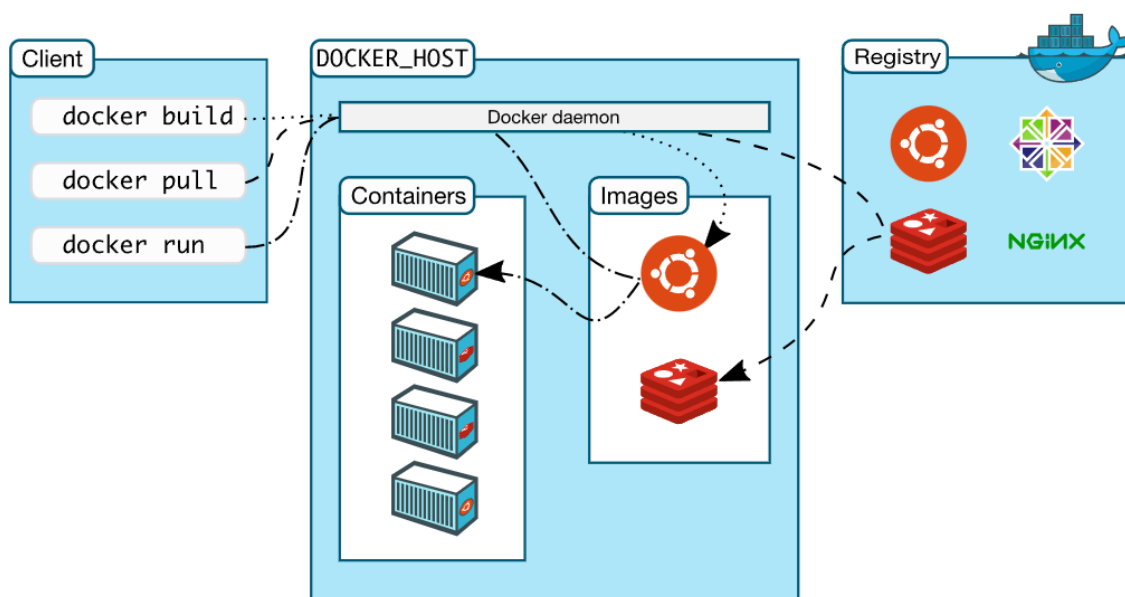 Client
docker build
docker pull
docker run
DOCKER_HOST
Docker daemon
Containers
Images
Registry
NGiNX